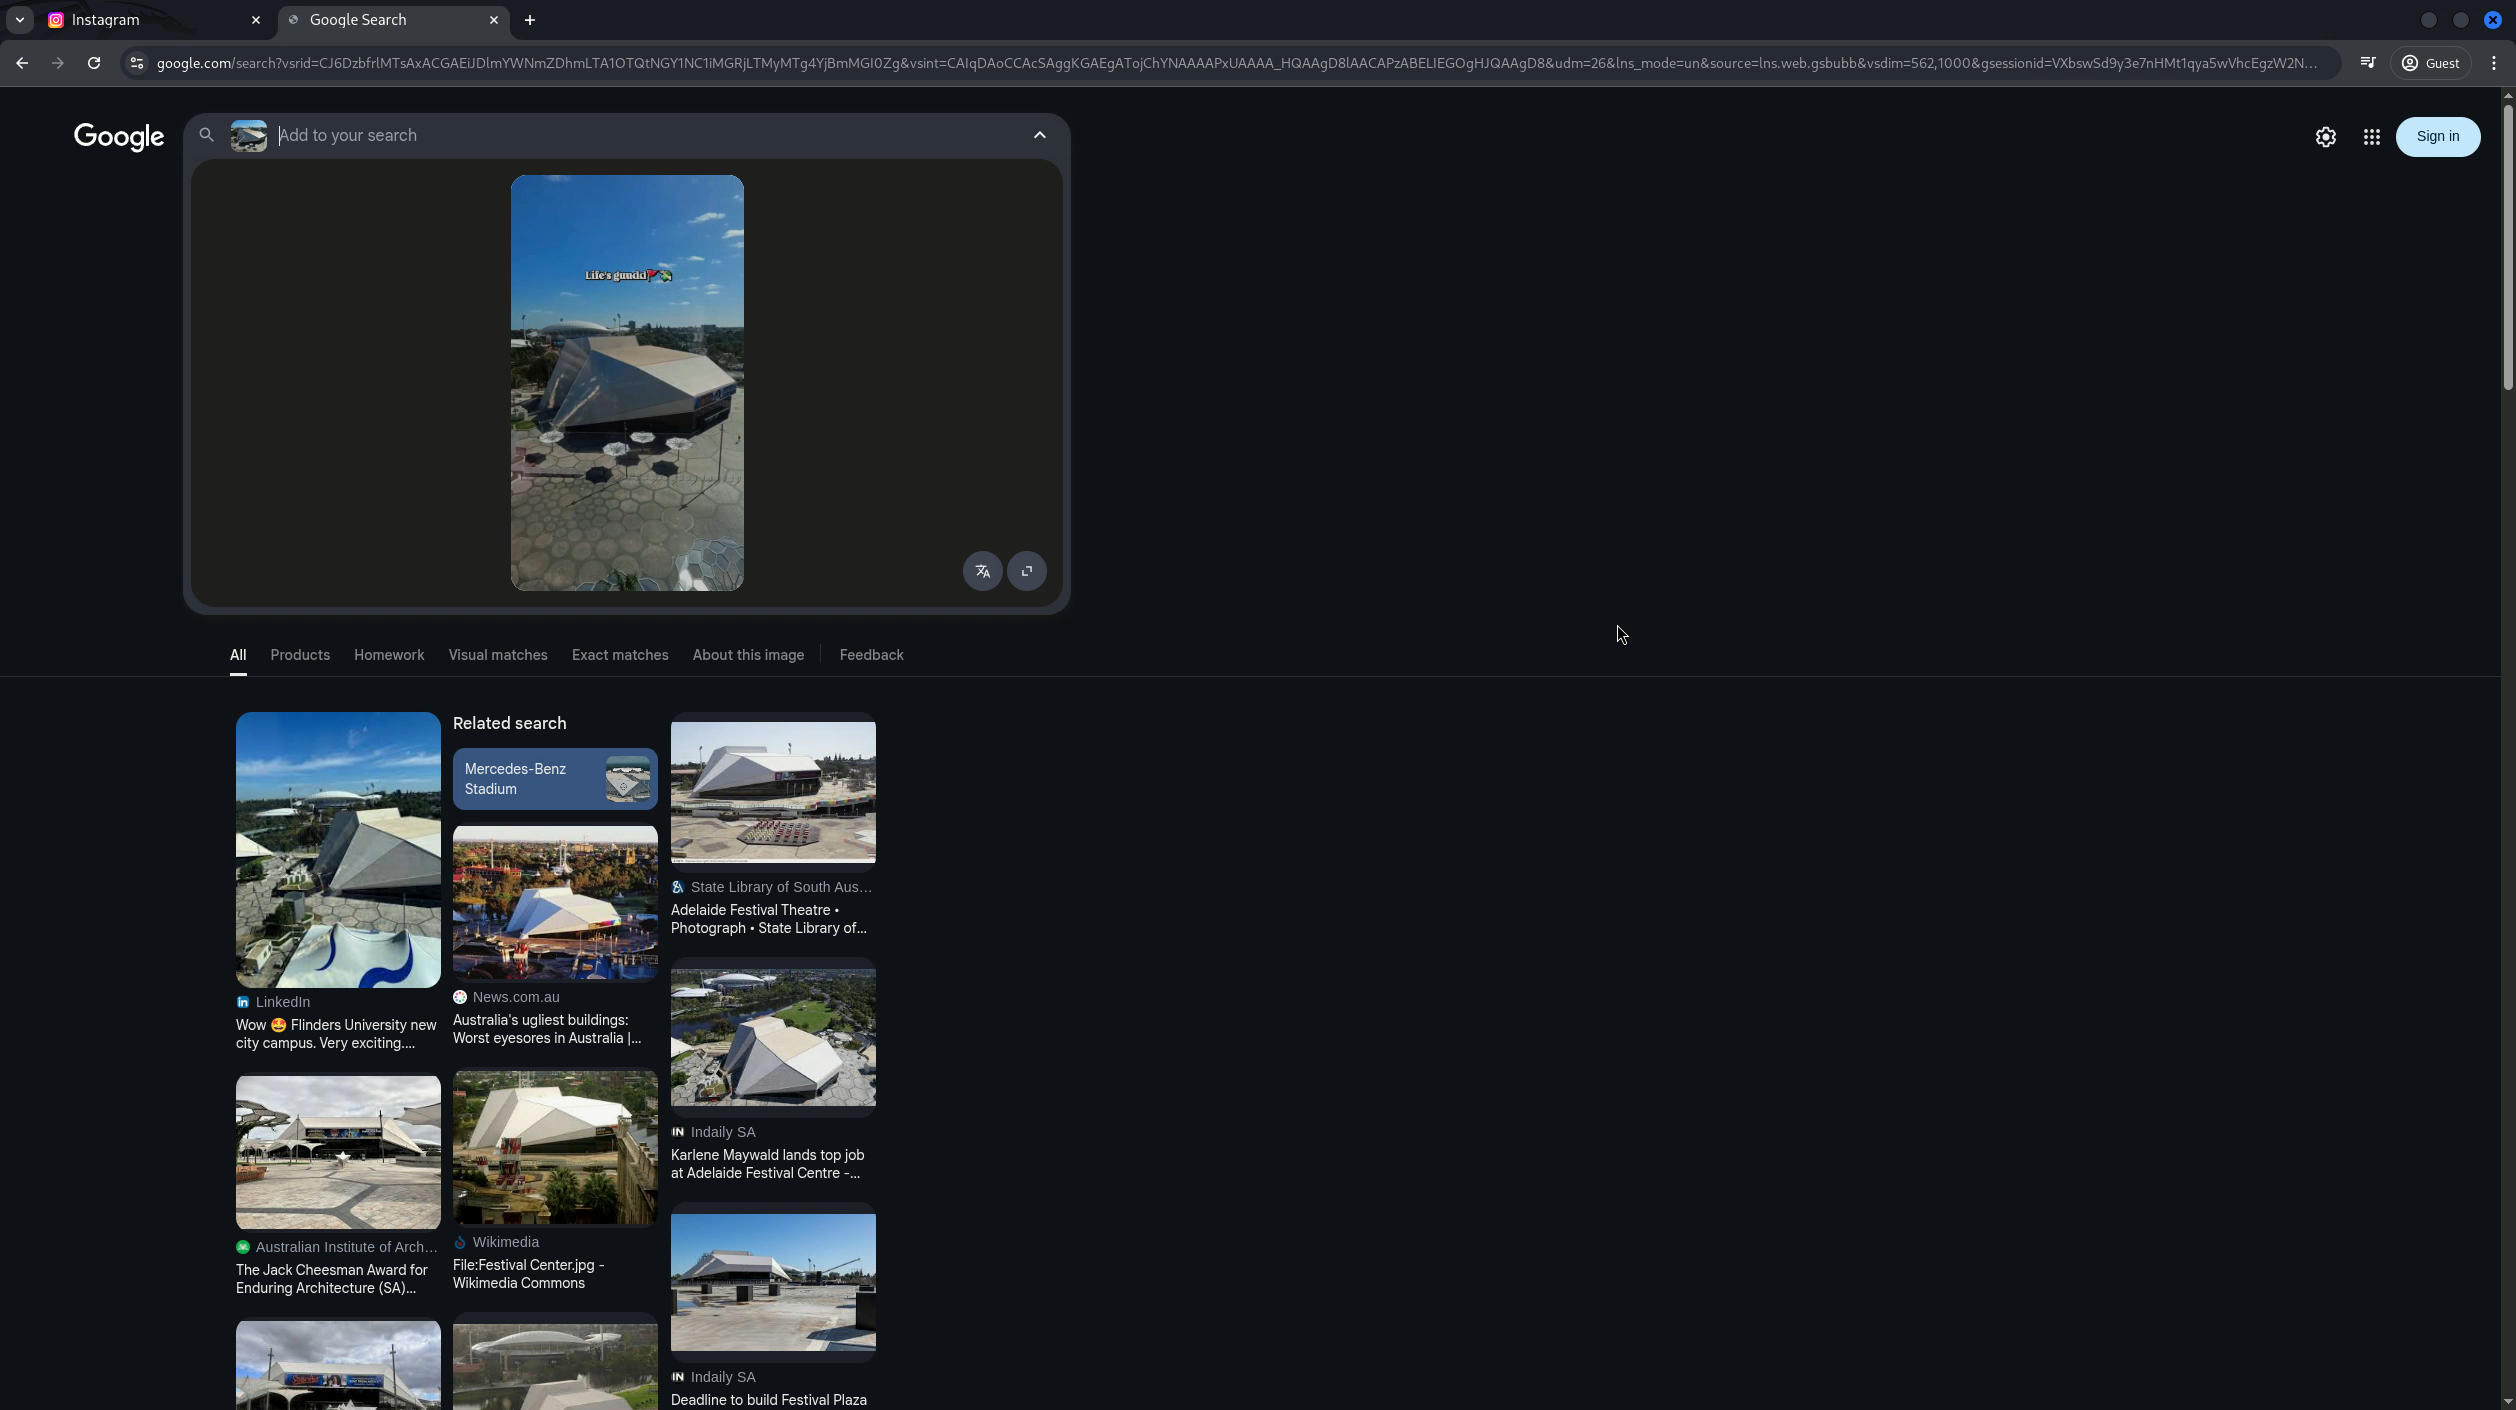 Instagram
Google Search
google.com/search?vsrid=CJ6DzbfrlMTsAxACGAEiJDlmYWNmZDhmLTA1OTQtNGY1NC1iMGRjLTMyMTg4YjBmMGI0Zg&vsint=CAIqDAoCCAcSAggKGAEgATojChYNAAAAPxUAAAA_HQAAgD8lAACAPzABELIEGOgHJQAAgD8&udm=26&lns_mode=un&source=lns.web.gsbubb&vsdim=562,1000&gsessionid=VXbswSd9y3e7nHMt1qya5wVhcEgzW2N...
Guest
Google
Add to your search
Sign in
Life's gundd
All
Products
Homework
Visual matches
Exact matches
About this image
Feedback
LinkedIn
Wow 🤩 Flinders University new
city campus. Very exciting....
Australian Institute of Arch...
The Jack Cheesman Award for
Enduring Architecture (SA)...
Related search
Mercedes-Benz
Stadium
News.com.au
Australia's ugliest buildings:
Worst eyesores in Australia |...
Wikimedia
File:Festival Center.jpg -
Wikimedia Commons
State Library of South Aus...
Adelaide Festival Theatre •
Photograph • State Library of...
IN Indaily SA
Karlene Maywald lands top job
at Adelaide Festival Centre -...
IN Indaily SA
Deadline to build Festival Plaza